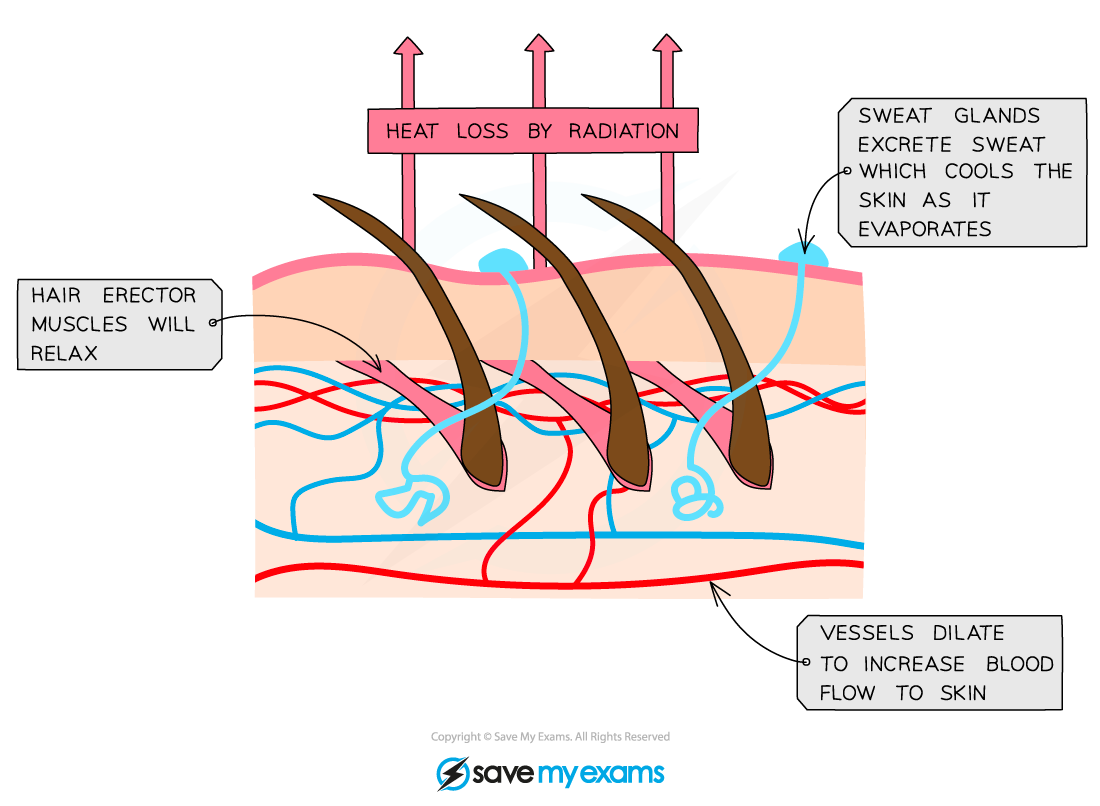 HEAT LOSS BY RADIATION
SWEAT GLANDS
EXCRETE SWEAT
WHICH COOLS THE
SKIN AS IT
EVAPORATES
HAIR ERECTOR
MUSCLES WILL
RELAX
VESSELS DILATE
TO INCREASE BLOOD
FLOW TO SKIN
Copyright © Save My Exams. All Rights Reserved
save my exams